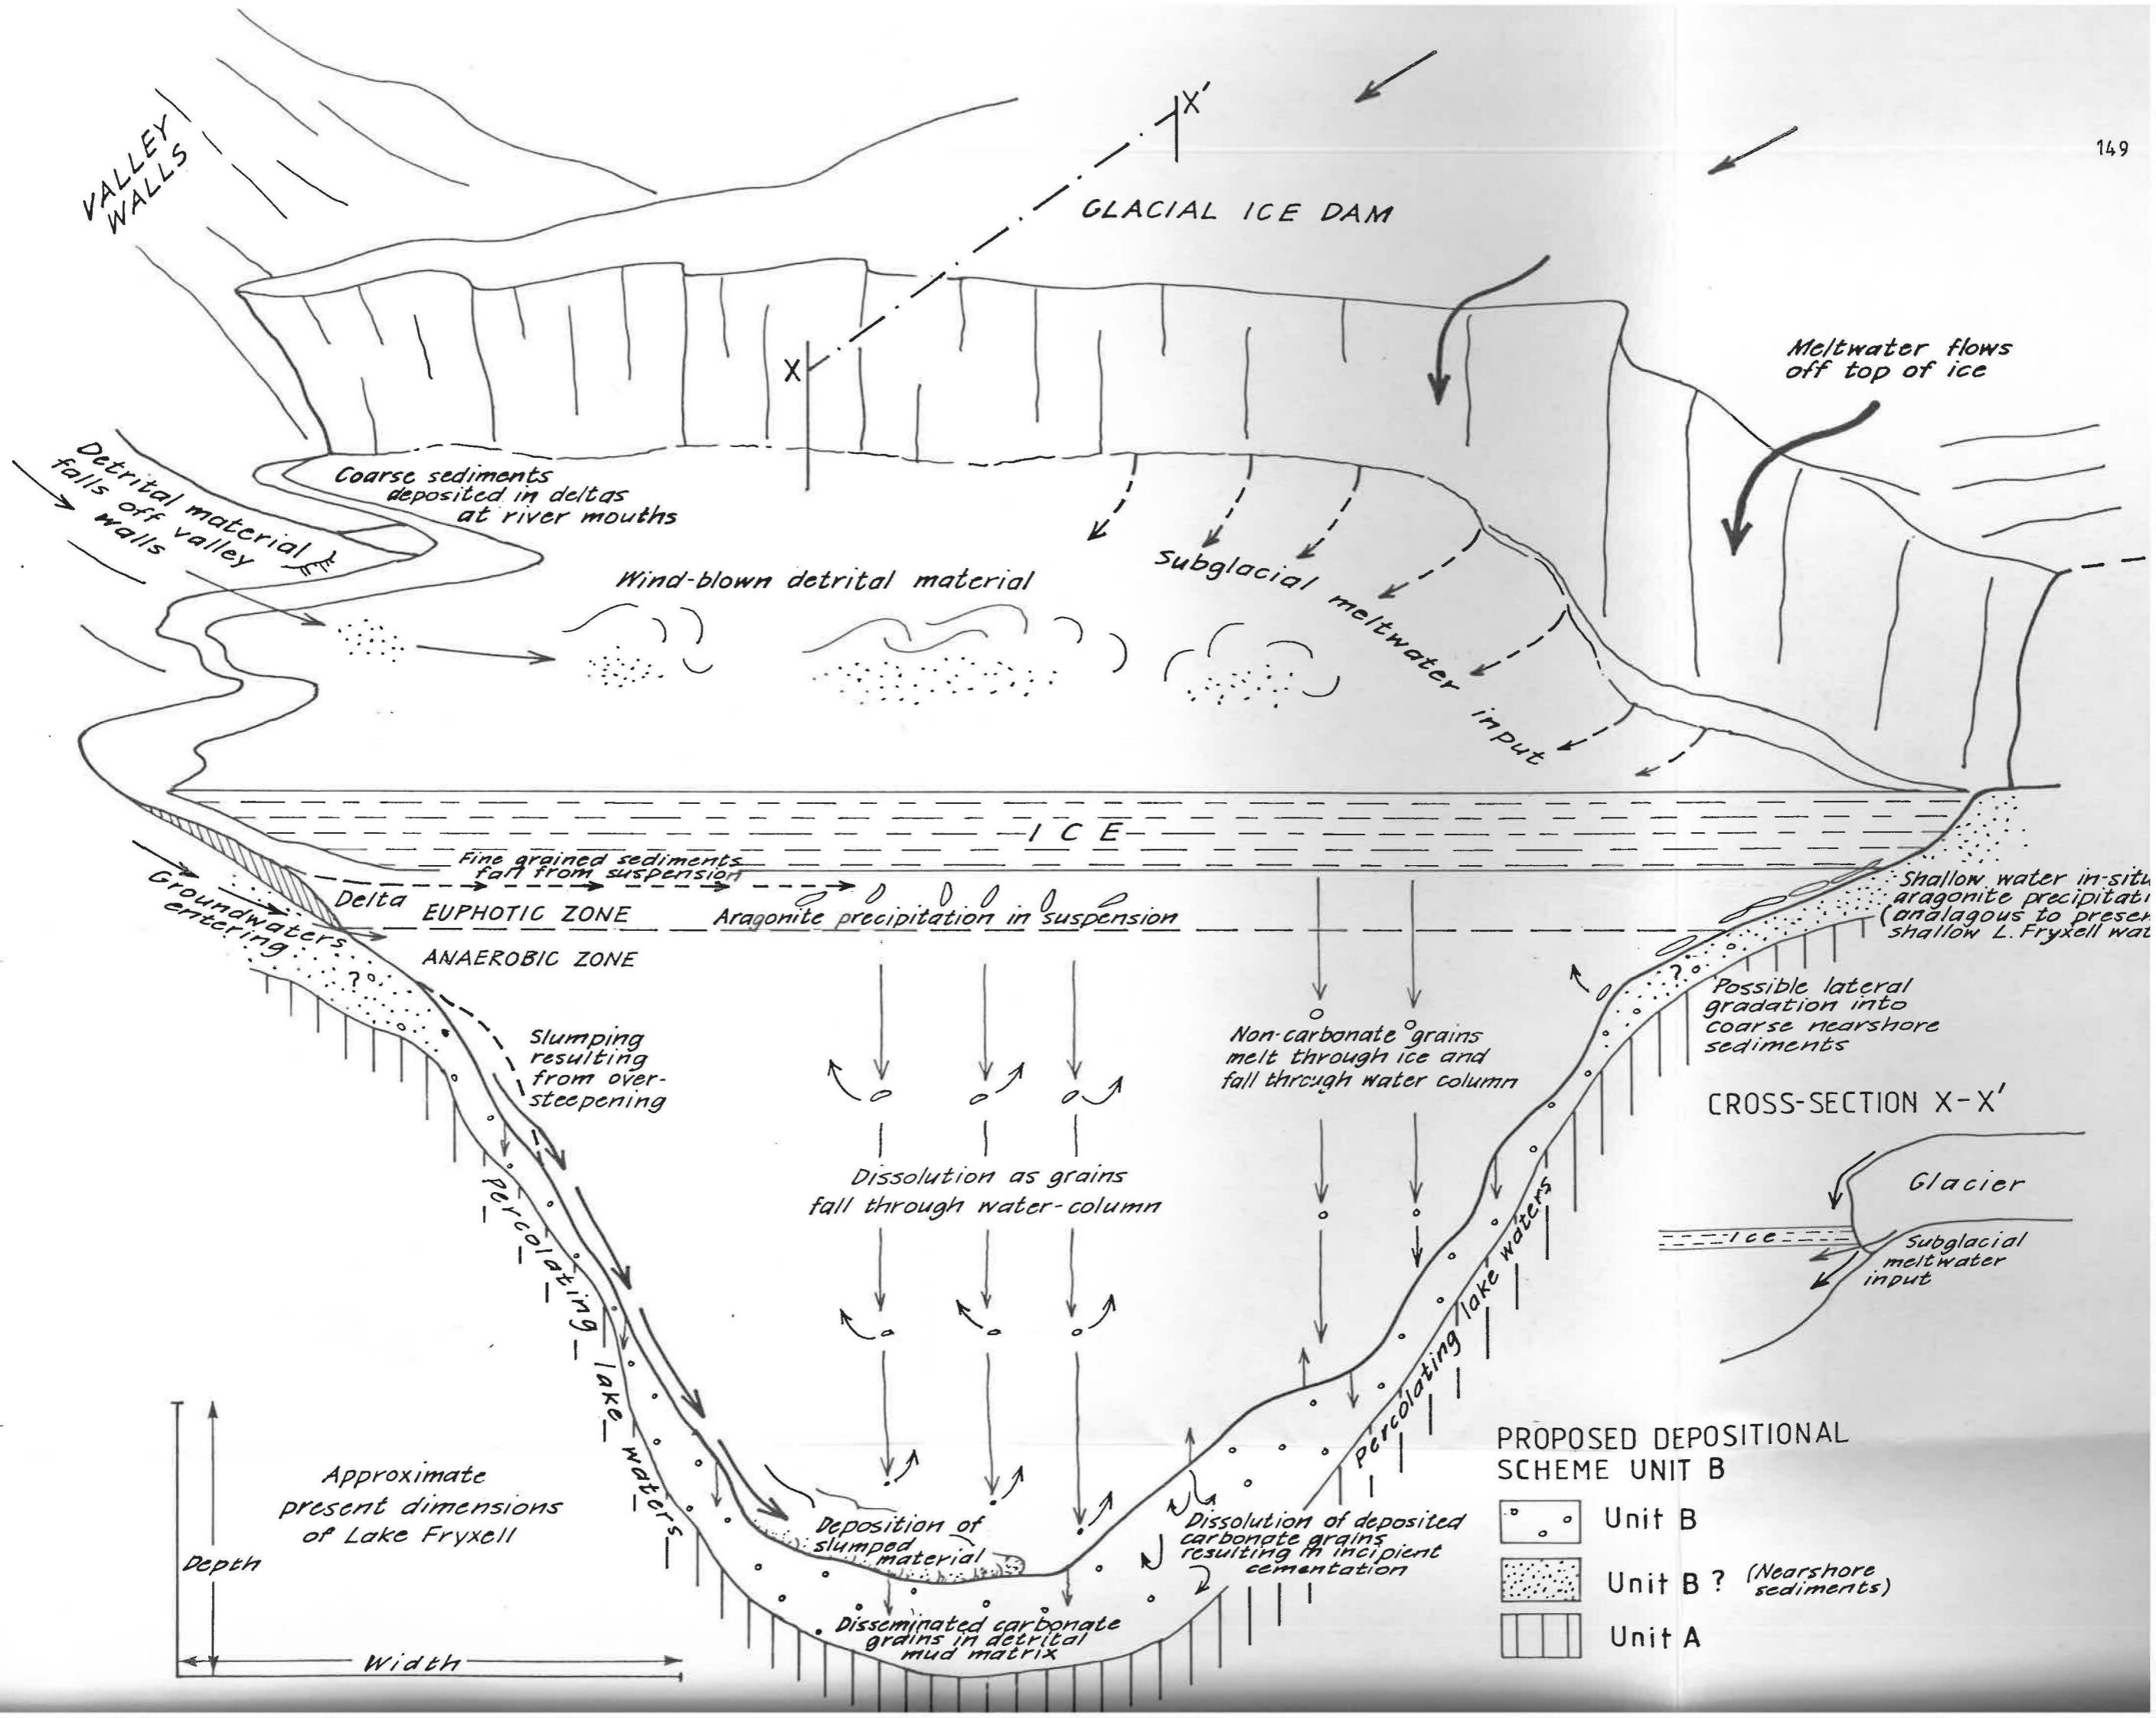 149
VALLEY
WALLS
X'
GLACIAL ICE DAM
X
Meltwater flows
off top of ice
Detrital material
falls off valley
walls
Coarse sediments
deposited in deltas
at river mouths
Wind-blown detrital material
Subglacial meltwater input
ICE
Fine grained sediments
fall from suspension
Delta
EUPHOTIC ZONE
Aragonite precipitation in suspension
Groundwaters
entering
ANAEROBIC ZONE
?
Shallow water in-situ
aragonite precipitati
(analagous to presen
shallow L. Fryxell wat
?
Possible lateral
gradation into
coarse nearshore
sediments
Slumping
resulting
from over-
steepening
Non-carbonate grains
melt through ice and
fall through water column
Dissolution as grains
fall through water-column
percolating lake waters
percolating lake waters
CROSS-SECTION X-X'
Glacier
Ice
Subglacial
meltwater
input
Approximate
present dimensions
of Lake Fryxell
Depth
Width
Deposition of
slumped
material
Dissolution of deposited
carbonate grains
resulting in incipient
cementation
Disseminated carbonate
grains in detrital
mud matrix
PROPOSED DEPOSITIONAL
SCHEME UNIT B
Unit B
Unit B ? (Nearshore
sediments)
Unit A